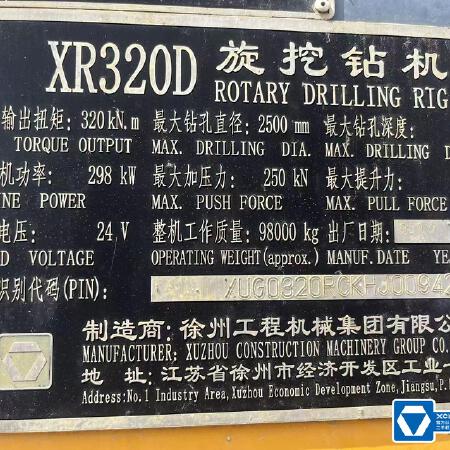 XR320D 旋挖钻机
ROTARY DRILLING RIG
输出扭矩: 320 kN.m 最大钻孔直径: 2500 mm 最大钻孔深度:
TORQUE OUTPUT MAX. DRILLING DIA. MAX. DRILLING D
机功率: 298 kW 最大加压力: 250 kN 最大提升力:
NE POWER MAX. PUSH FORCE MAX. PULL FORCE
电压: 24 V 整机工作质量: 98000 kg 出厂日期:
D VOLTAGE OPERATING WEIGHT(approx.) MANUF. DATE YE
识别代码(PIN):
制造商: 徐州工程机械集团有限公
MANUFACTURER: XUZHOU CONSTRUCTION MACHINERY GROUP CO.
地 址: 江苏省徐州市经济开发区工业一
Address:No.1 Industry Area,Xuzhou Economic Development Zone,Jiangsu,P.